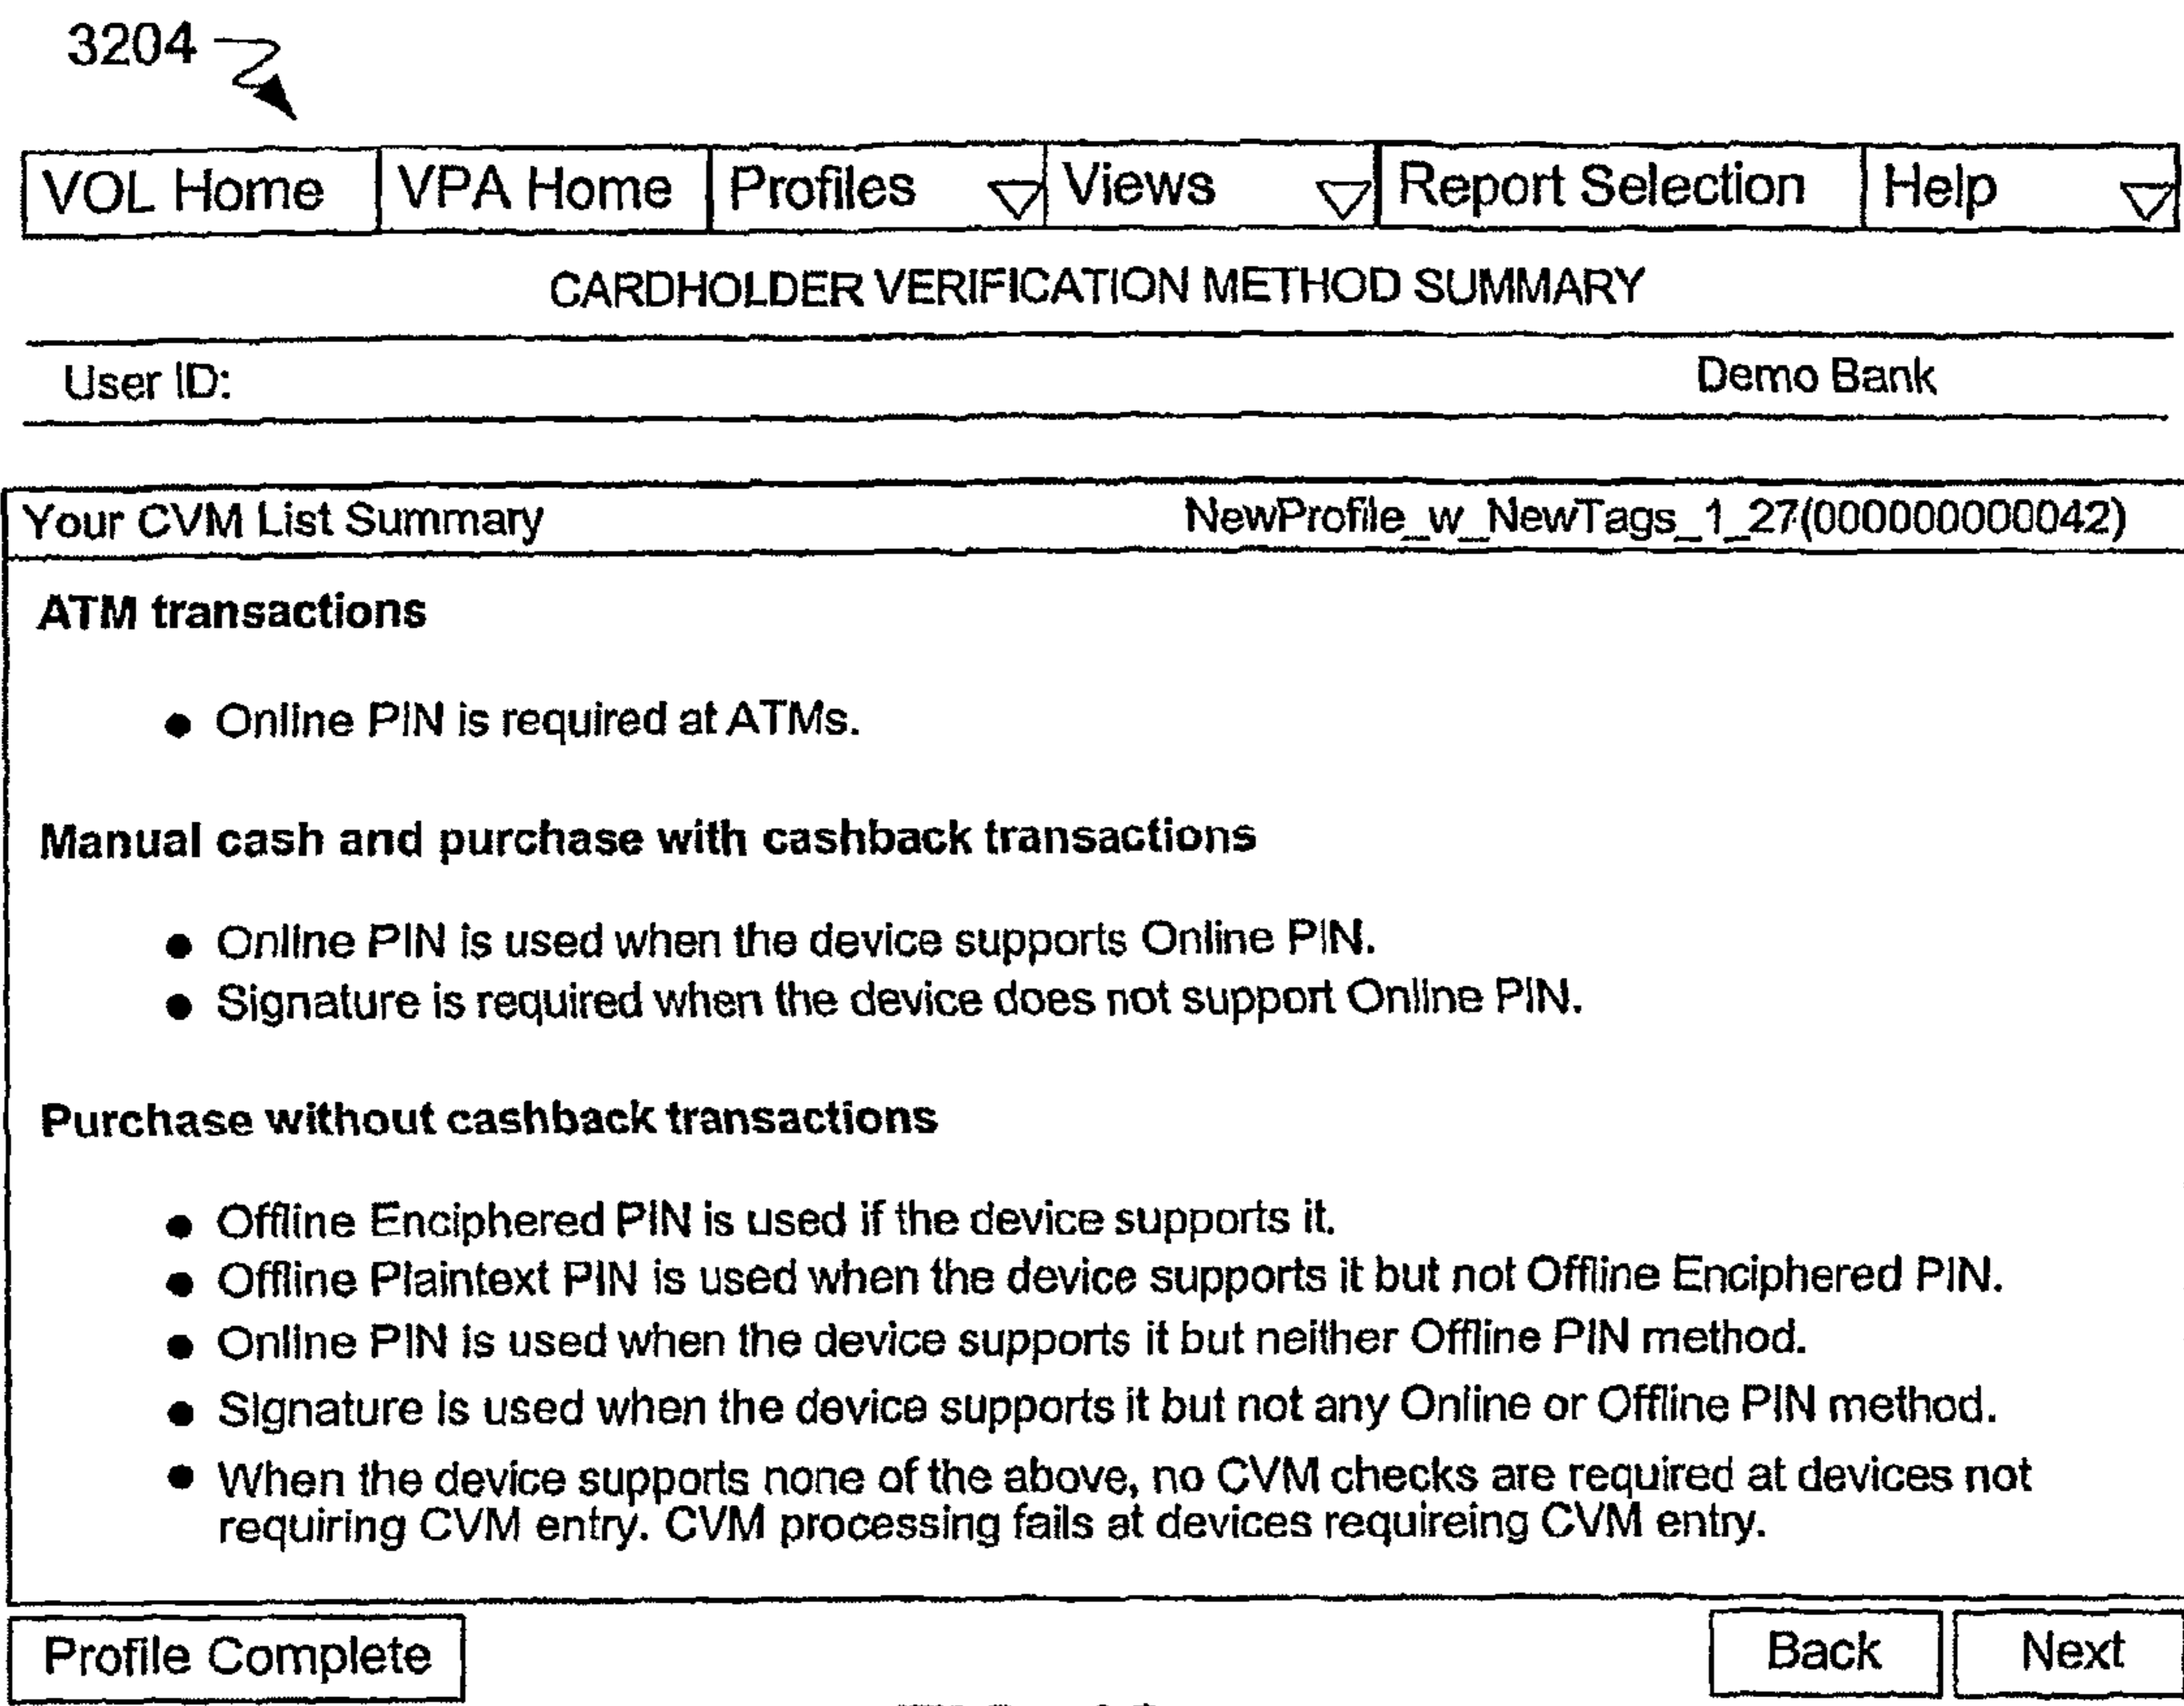 3204
VOL Home VPA Home Profiles Views Report Selection Help
CARDHOLDER VERIFICATION METHOD SUMMARY
User ID: Demo Bank
Your CVM List Summary NewProfile_w_NewTags_1_27(000000000042)
ATM transactions
● Online PIN is required at ATMs.
Manual cash and purchase with cashback transactions
● Online PIN is used when the device supports Online PIN.
● Signature is required when the device does not support Online PIN.
Purchase without cashback transactions
● Offline Enciphered PIN is used if the device supports it.
● Offline Plaintext PIN is used when the device supports it but not Offline Enciphered PIN.
● Online PIN is used when the device supports it but neither Offline PIN method.
● Signature is used when the device supports it but not any Online or Offline PIN method.
● When the device supports none of the above, no CVM checks are required at devices not
requiring CVM entry. CVM processing fails at devices requireing CVM entry.
Profile Complete Back Next